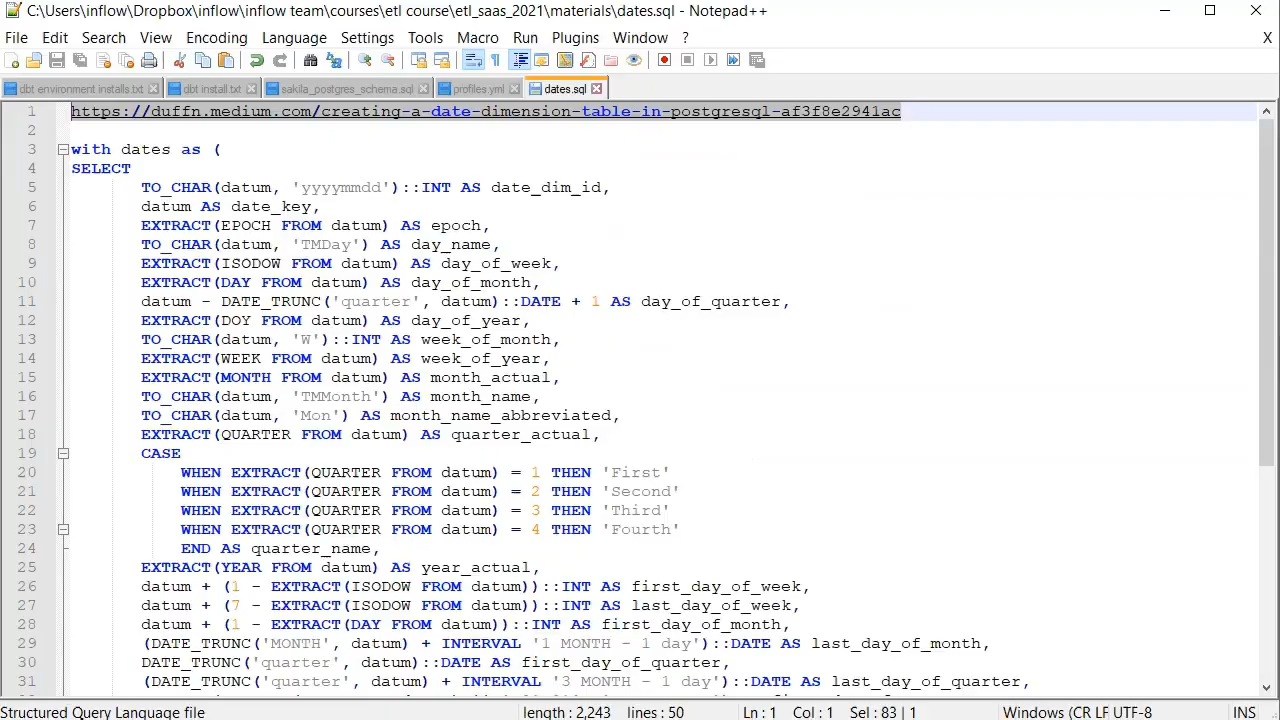 C:\Users\inflow\Dropbox\inflow\inflow team\courses\etl course\etl_saas_2021\materials\dates.sql - Notepad++
File Edit Search View Encoding Language Settings Tools Macro Run Plugins Window ? X
dbt environment installs.txt dbt install.txt sakila_postgres_schema.sql profiles.yml dates.sql
1 https://duffn.medium.com/creating-a-date-dimension-table-in-postgresql-af3f8e2941ac
2
3 with dates as (
4 SELECT
5 TO_CHAR(datum, 'yyyymmdd')::INT AS date_dim_id,
6 datum AS date_key,
7 EXTRACT(EPOCH FROM datum) AS epoch,
8 TO_CHAR(datum, 'TMDay') AS day_name,
9 EXTRACT(ISODOW FROM datum) AS day_of_week,
10 EXTRACT(DAY FROM datum) AS day_of_month,
11 datum - DATE_TRUNC('quarter', datum)::DATE + 1 AS day_of_quarter,
12 EXTRACT(DOY FROM datum) AS day_of_year,
13 TO_CHAR(datum, 'W')::INT AS week_of_month,
14 EXTRACT(WEEK FROM datum) AS week_of_year,
15 EXTRACT(MONTH FROM datum) AS month_actual,
16 TO_CHAR(datum, 'TMMonth') AS month_name,
17 TO_CHAR(datum, 'Mon') AS month_name_abbreviated,
18 EXTRACT(QUARTER FROM datum) AS quarter_actual,
19 CASE
20 WHEN EXTRACT(QUARTER FROM datum) = 1 THEN 'First'
21 WHEN EXTRACT(QUARTER FROM datum) = 2 THEN 'Second'
22 WHEN EXTRACT(QUARTER FROM datum) = 3 THEN 'Third'
23 WHEN EXTRACT(QUARTER FROM datum) = 4 THEN 'Fourth'
24 END AS quarter_name,
25 EXTRACT(YEAR FROM datum) AS year_actual,
26 datum + (1 - EXTRACT(ISODOW FROM datum))::INT AS first_day_of_week,
27 datum + (7 - EXTRACT(ISODOW FROM datum))::INT AS last_day_of_week,
28 datum + (1 - EXTRACT(DAY FROM datum))::INT AS first_day_of_month,
29 (DATE_TRUNC('MONTH', datum) + INTERVAL '1 MONTH - 1 day')::DATE AS last_day_of_month,
30 DATE_TRUNC('quarter', datum)::DATE AS first_day_of_quarter,
31 (DATE_TRUNC('quarter', datum) + INTERVAL '3 MONTH - 1 day')::DATE AS last_day_of_quarter,
Structured Query Language file length : 2,243 lines : 50 Ln : 1 Col : 1 Sel : 83 | 1 Windows (CR LF UTF-8 INS